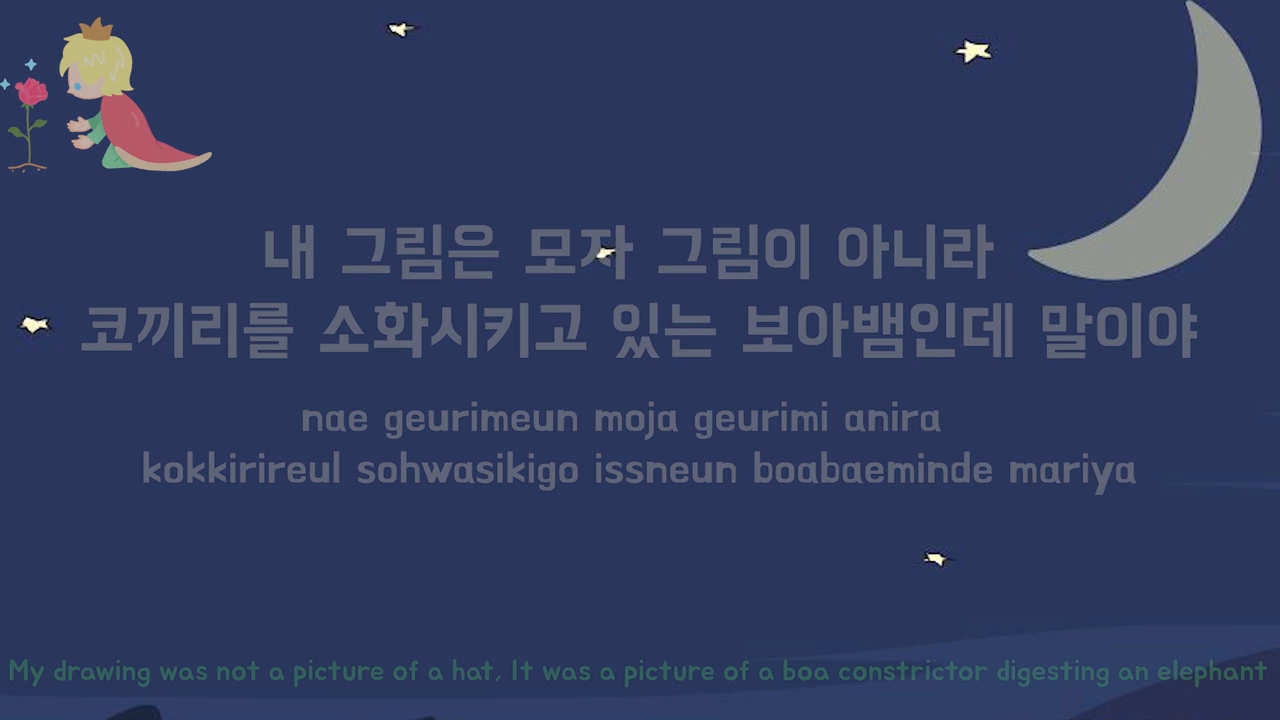 내 그림은 모자 그림이 아니라
코끼리를 소화시키고 있는 보아뱀인데 말이야
nae geurimeun moja geurimi anira
kokkirireul sohwasikigo issneun boabaeminde mariya
My drawing was not a picture of a hat, It was a picture of a boa constrictor digesting an elephant